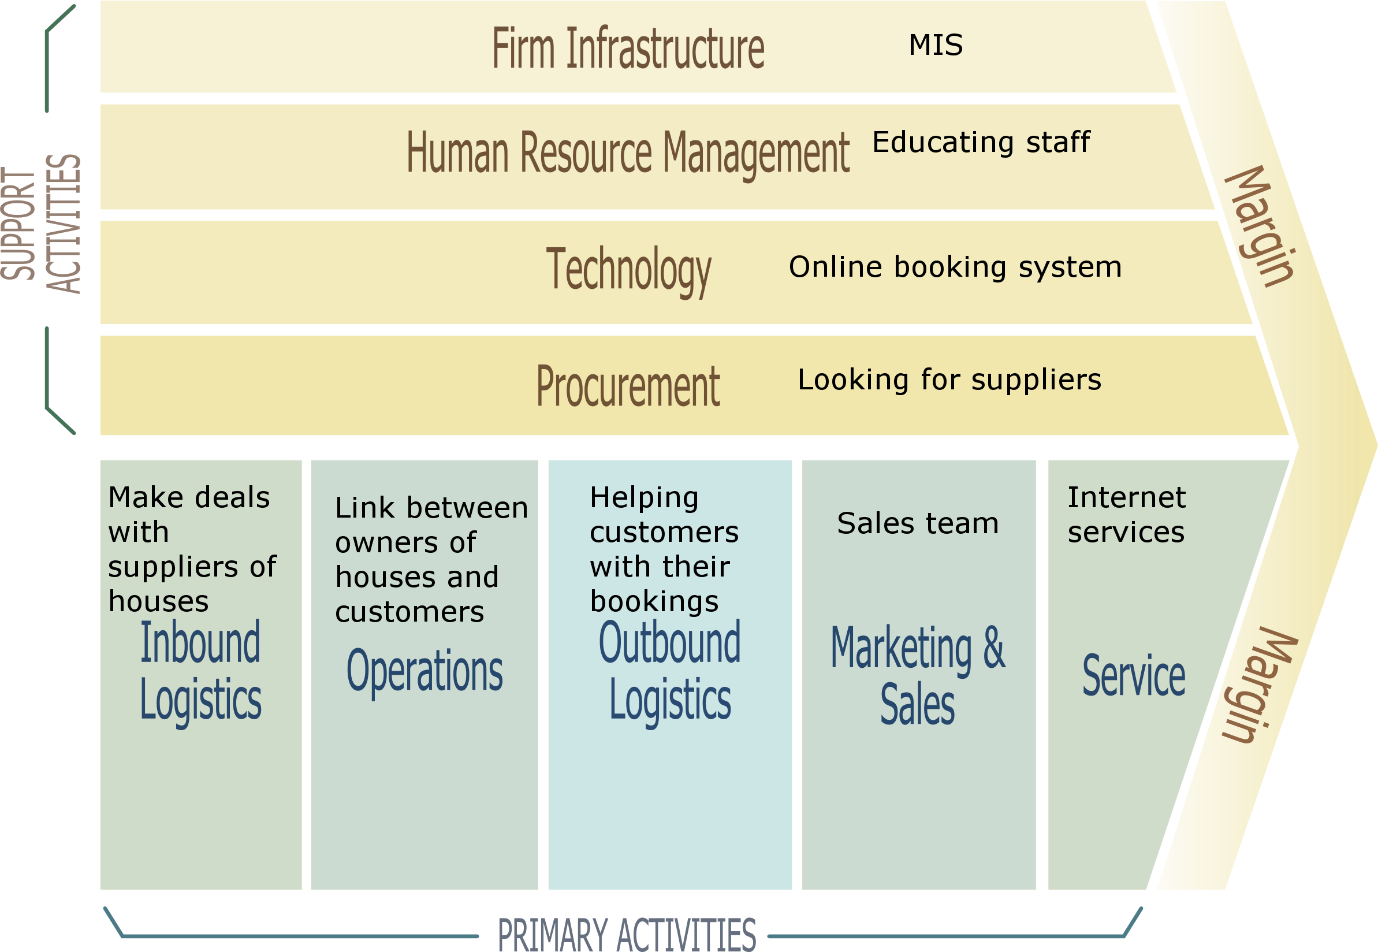 Firm Infrastructure MIS
Human Resource Management Educating staff
Technology Online booking system
Procurement Looking for suppliers
SUPPORT
ACTIVITIES
Margin
Make deals
with
suppliers of
houses
Inbound
Logistics
Link between
owners of
houses and
customers
Operations
Helping
customers
with their
bookings
Outbound
Logistics
Sales team
Marketing &
Sales
Internet
services
Service
Margin
PRIMARY ACTIVITIES